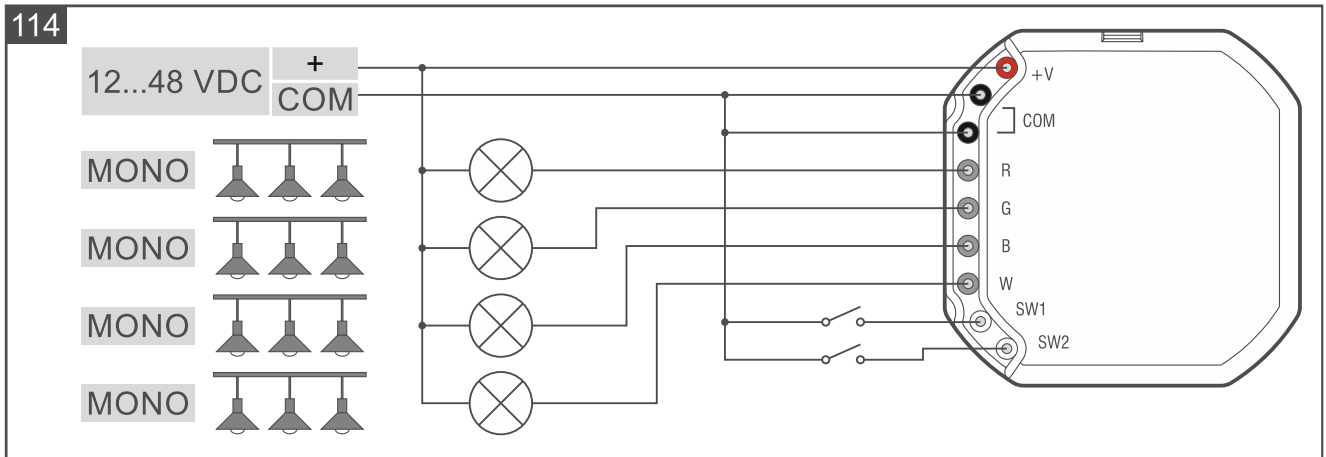 114
12...48 VDC
+
COM
MONO
MONO
MONO
MONO
+V
COM
R
G
B
W
SW1
SW2